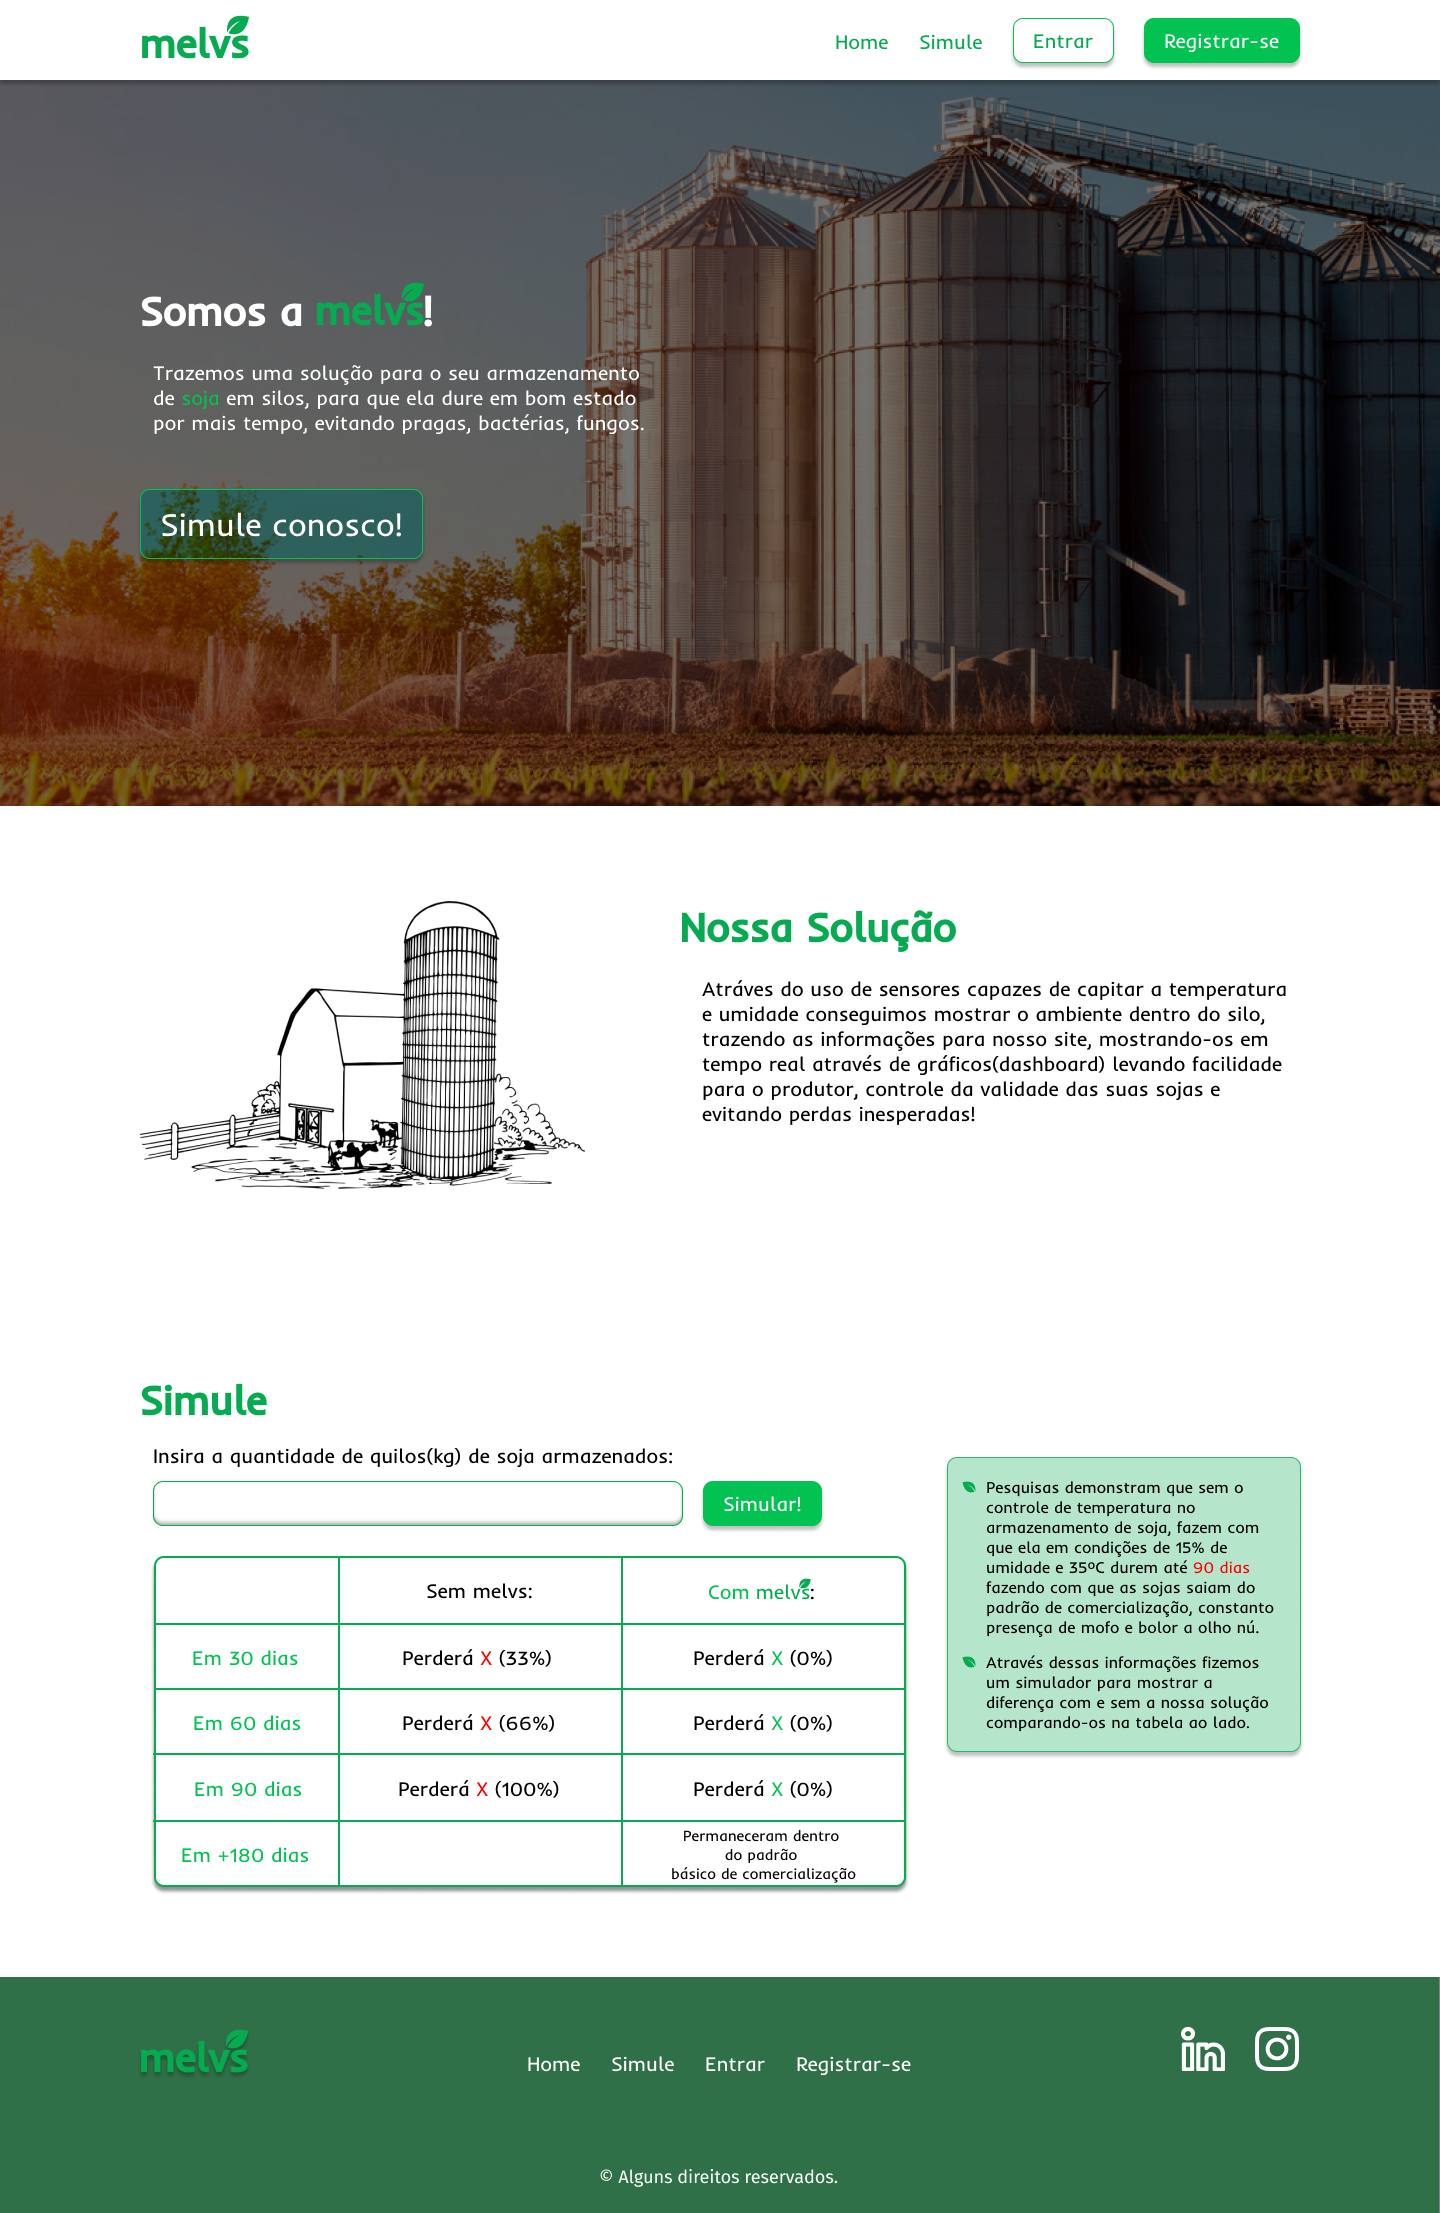 melvs
Home Simule Entrar Registrar-se
Somos a melvs!
Trazemos uma solução para o seu armazenamento
de soja em silos, para que ela dure em bom estado
por mais tempo, evitando pragas, bactérias, fungos.
Simule conosco!
Nossa Solução
Atráves do uso de sensores capazes de capitar a temperatura
e umidade conseguimos mostrar o ambiente dentro do silo,
trazendo as informações para nosso site, mostrando-os em
tempo real através de gráficos(dashboard) levando facilidade
para o produtor, controle da validade das suas sojas e
evitando perdas inesperadas!
Simule
Insira a quantidade de quilos(kg) de soja armazenados:
Simular!
Sem melvs: Com melvs:
Em 30 dias Perderá X (33%) Perderá X (0%)
Em 60 dias Perderá X (66%) Perderá X (0%)
Em 90 dias Perderá X (100%) Perderá X (0%)
Em +180 dias
Permaneceram dentro
do padrão
básico de comercialização
Pesquisas demonstram que sem o
controle de temperatura no
armazenamento de soja, fazem com
que ela em condições de 15% de
umidade e 35ºC durem até 90 dias
fazendo com que as sojas saiam do
padrão de comercialização, constanto
presença de mofo e bolor a olho nú.
Através dessas informações fizemos
um simulador para mostrar a
diferença com e sem a nossa solução
comparando-os na tabela ao lado.
melvs
Home Simule Entrar Registrar-se
in
© Alguns direitos reservados.